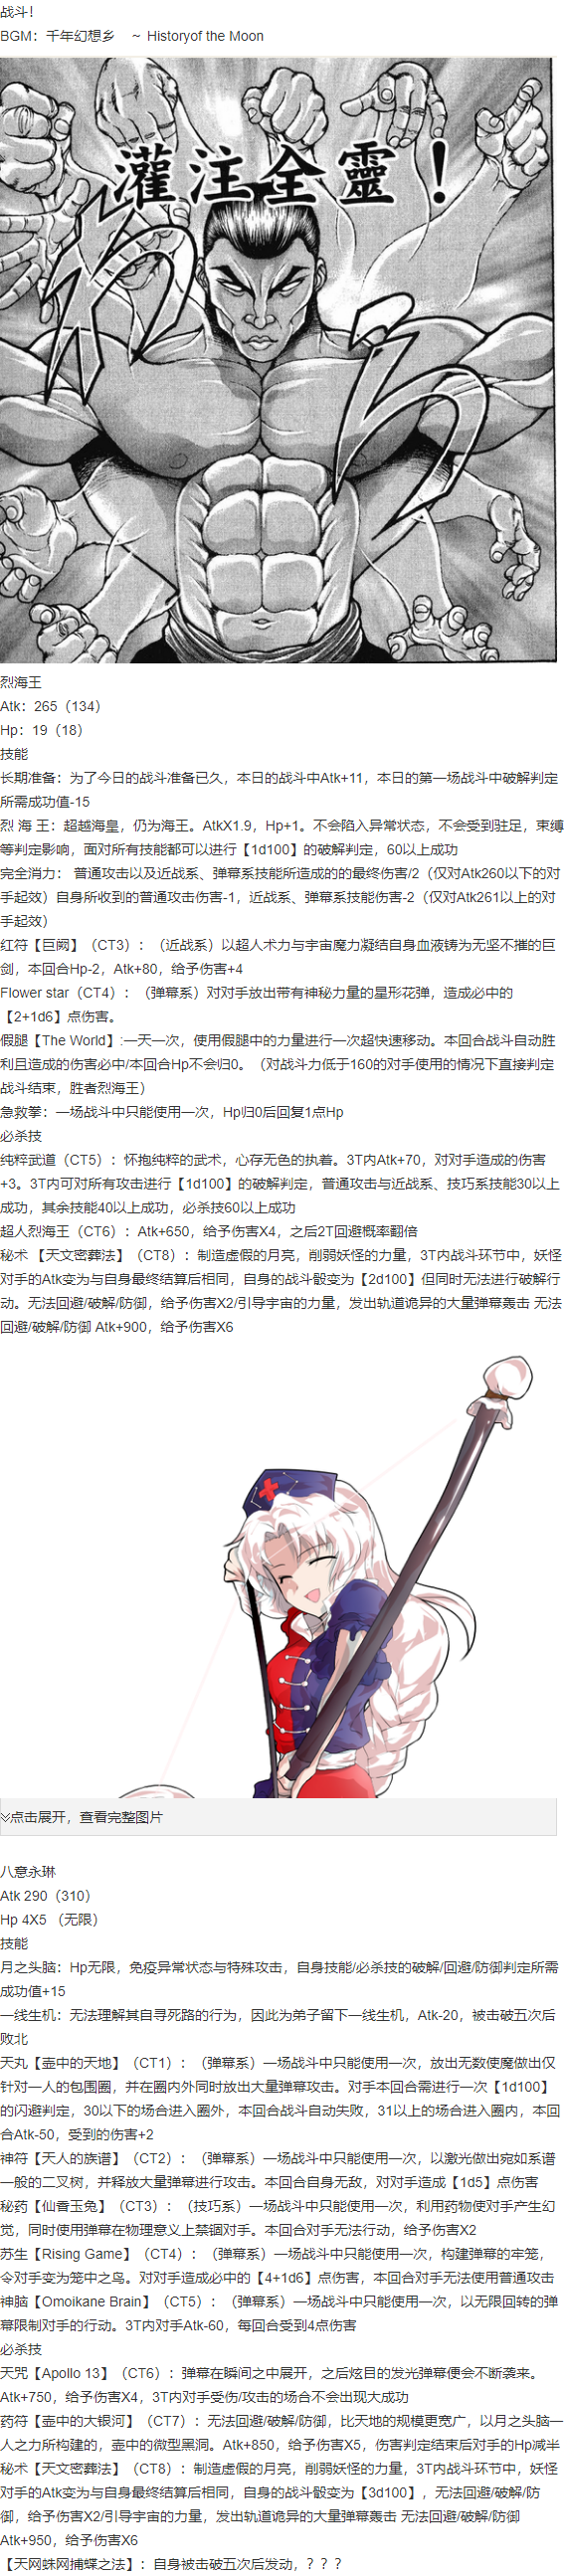 战斗！
BGM：千年幻想乡　～ Historyof the Moon
灌注全靈！
烈海王
Atk：265（134）
Hp：19（18）
技能
长期准备：为了今日的战斗准备已久，本日的战斗中Atk+11，本日的第一场战斗中破解判定
所需成功值-15
烈 海 王：超越海皇，仍为海王。AtkX1.9，Hp+1。不会陷入异常状态，不会受到驻足，束缚
等判定影响，面对所有技能都可以进行【1d100】的破解判定，60以上成功
完全消力： 普通攻击以及近战系、弹幕系技能所造成的的最终伤害/2（仅对Atk260以下的对
手起效）自身所收到的普通攻击伤害-1，近战系、弹幕系技能伤害-2（仅对Atk261以上的对
手起效）
红符【巨阙】（CT3）：（近战系）以超人术力与宇宙魔力凝结自身血液铸为无坚不摧的巨
剑，本回合Hp-2，Atk+80，给予伤害+4
Flower star（CT4）：（弹幕系）对对手放出带有神秘力量的星形花弹，造成必中的
【2+1d6】点伤害。
假腿【The World】:一天一次，使用假腿中的力量进行一次超快速移动。本回合战斗自动胜
利且造成的伤害必中/本回合Hp不会归0。（对战斗力低于160的对手使用的情况下直接判定
战斗结束，胜者烈海王）
急救拳：一场战斗中只能使用一次，Hp归0后回复1点Hp
必杀技
纯粹武道（CT5）：怀抱纯粹的武术，心存无色的执着。3T内Atk+70，对对手造成的伤害
+3。3T内可对所有攻击进行【1d100】的破解判定，普通攻击与近战系、技巧系技能30以上
成功，其余技能40以上成功，必杀技60以上成功
超人烈海王（CT6）：Atk+650，给予伤害X4，之后2T回避慨率翻倍
秘术 【天文密葬法】（CT8）：制造虚假的月亮，削弱妖怪的力量，3T内战斗环节中，妖怪
对手的Atk变为与自身最终结算后相同，自身的战斗骰变为【2d100】但同时无法进行破解行
动。无法回避/破解/防御，给予伤害X2/引导宇宙的力量，发出轨道诡异的大量弹幕轰击 无法
回避/破解/防御 Atk+900，给予伤害X6
点击展开，查看完整图片
八意永琳
Atk 290（310）
Hp 4X5 （无限）
技能
月之头脑：Hp无限，免疫异常状态与特殊攻击，自身技能/必杀技的破解/回避/防御判定所需
成功值+15
一线生机：无法理解其自寻死路的行为，因此为弟子留下一线生机，Atk-20，被击破五次后
败北
天丸【壶中的天地】（CT1）：（弹幕系）一场战斗中只能使用一次，放出无数使魔做出仅
针对一人的包围圈，并在圈内外同时放出大量弹幕攻击。对手本回合需进行一次【1d100】
的闪避判定，30以下的场合进入圈外，本回合战斗自动失败，31以上的场合进入圈内，本回
合Atk-50，受到的伤害+2
神符【天人的族谱】（CT2）：（弹幕系）一场战斗中只能使用一次，以激光做出宛如系谱
一般的二叉树，并释放大量弹幕进行攻击。本回合自身无敌，对对手造成【1d5】点伤害
秘药【仙香玉兔】（CT3）：（技巧系）一场战斗中只能使用一次，利用药物使对手产生幻
觉，同时使用弹幕在物理意义上禁锢对手。本回合对手无法行动，给予伤害X2
苏生【Rising Game】（CT4）：（弹幕系）一场战斗中只能使用一次，构建弹幕的牢笼，
令对手变为笼中之鸟。对对手造成必中的【4+1d6】点伤害，本回合对手无法使用普通攻击
神脑【Omoikane Brain】（CT5）：（弹幕系）一场战斗中只能使用一次，以无限回转的弹
幕限制对手的行动。3T内对手Atk-60，每回合受到4点伤害
必杀技
天咒【Apollo 13】（CT6）：弹幕在瞬间之中展开，之后炫目的发光弹幕便会不断袭来。
Atk+750，给予伤害X4，3T内对手受伤/攻击的场合不会出现大成功
药符【壶中的大银河】（CT7）：无法回避/破解/防御，比天地的规模更宽广，以月之头脑一
人之力所构建的，壶中的微型黑洞。Atk+850，给予伤害X5，伤害判定结束后对手的Hp减半
秘术【天文密葬法】（CT8）：制造虚假的月亮，削弱妖怪的力量，3T内战斗环节中，妖怪
对手的Atk变为与自身最终结算后相同，自身的战斗骰变为【3d100】，无法回避/破解/防
御，给予伤害X2/引导宇宙的力量，发出轨道诡异的大量弹幕轰击 无法回避/破解/防御
Atk+950，给予伤害X6
【天网蛛网捕蝶之法】：自身被击破五次后发动，？？？